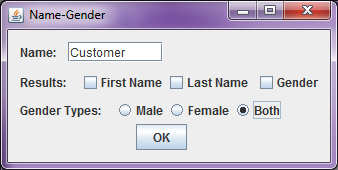 Name-Gender
Name: Customer
Results: First Name Last Name Gender
Gender Types: Male Female Both
OK